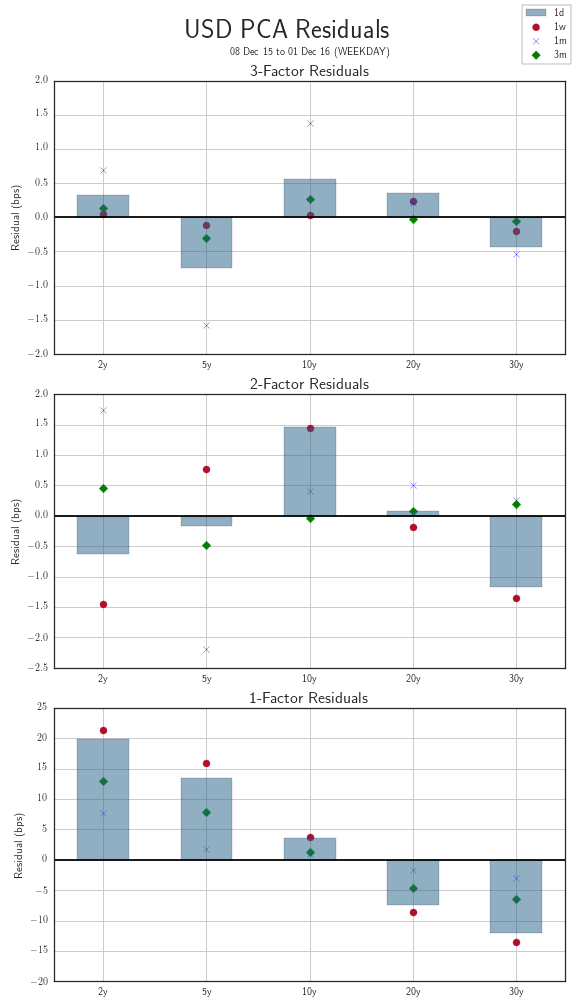 USD PCA Residuals
08 Dec 15 to 01 Dec 16 (WEEKDAY)
1d
1w
1m
3m
3-Factor Residuals
Residual (bps)
2.0
1.5
1.0
0.5
0.0
−0.5
−1.0
−1.5
−2.0
2y 5y 10y 20y 30y
2-Factor Residuals
Residual (bps)
2.0
1.5
1.0
0.5
0.0
−0.5
−1.0
−1.5
−2.0
−2.5
2y 5y 10y 20y 30y
1-Factor Residuals
Residual (bps)
25
20
15
10
5
0
−5
−10
−15
−20
2y 5y 10y 20y 30y